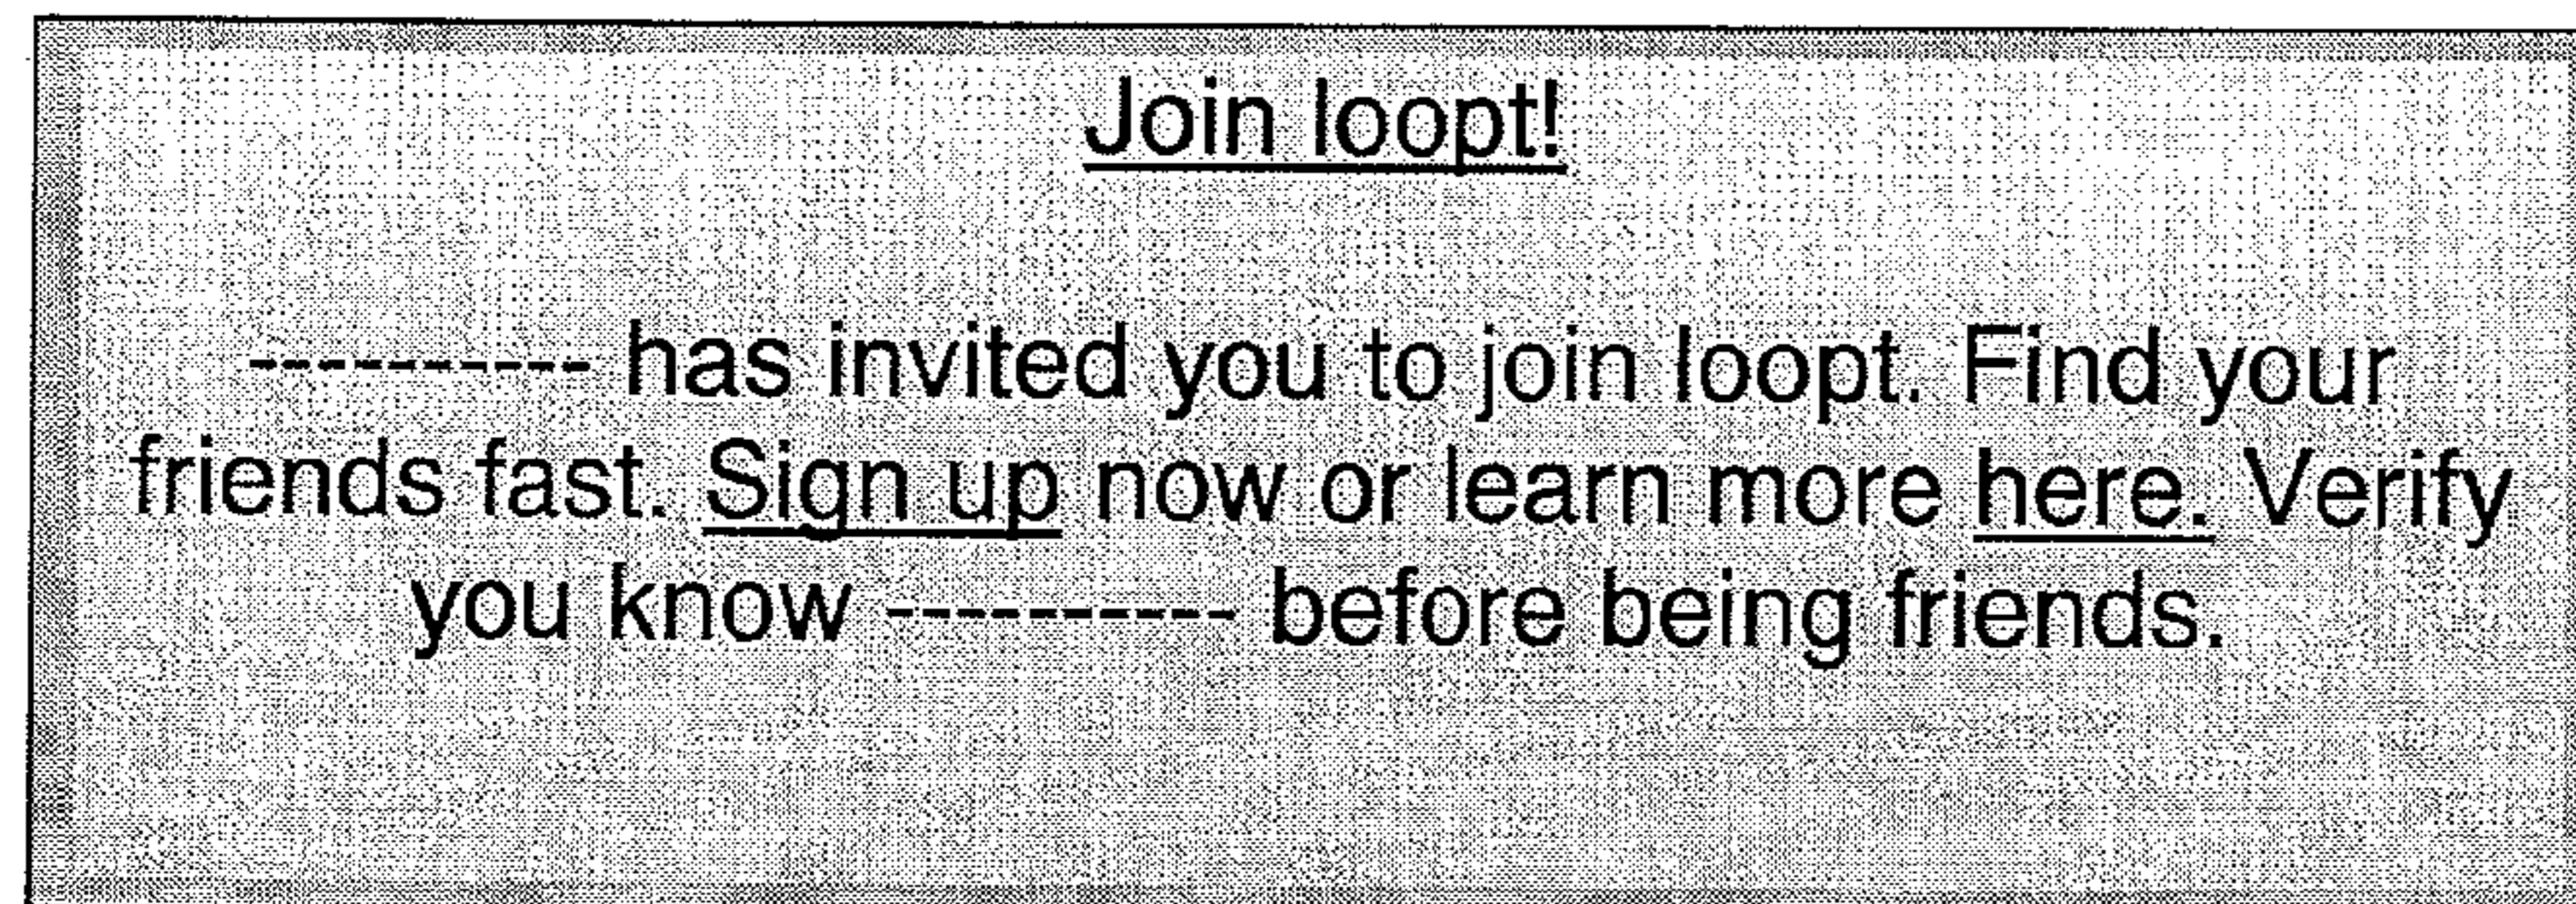 Join loopt!
---------- has invited you to join loopt. Find your
friends fast. Sign up now or learn more here. Verify
you know ---------- before being friends.